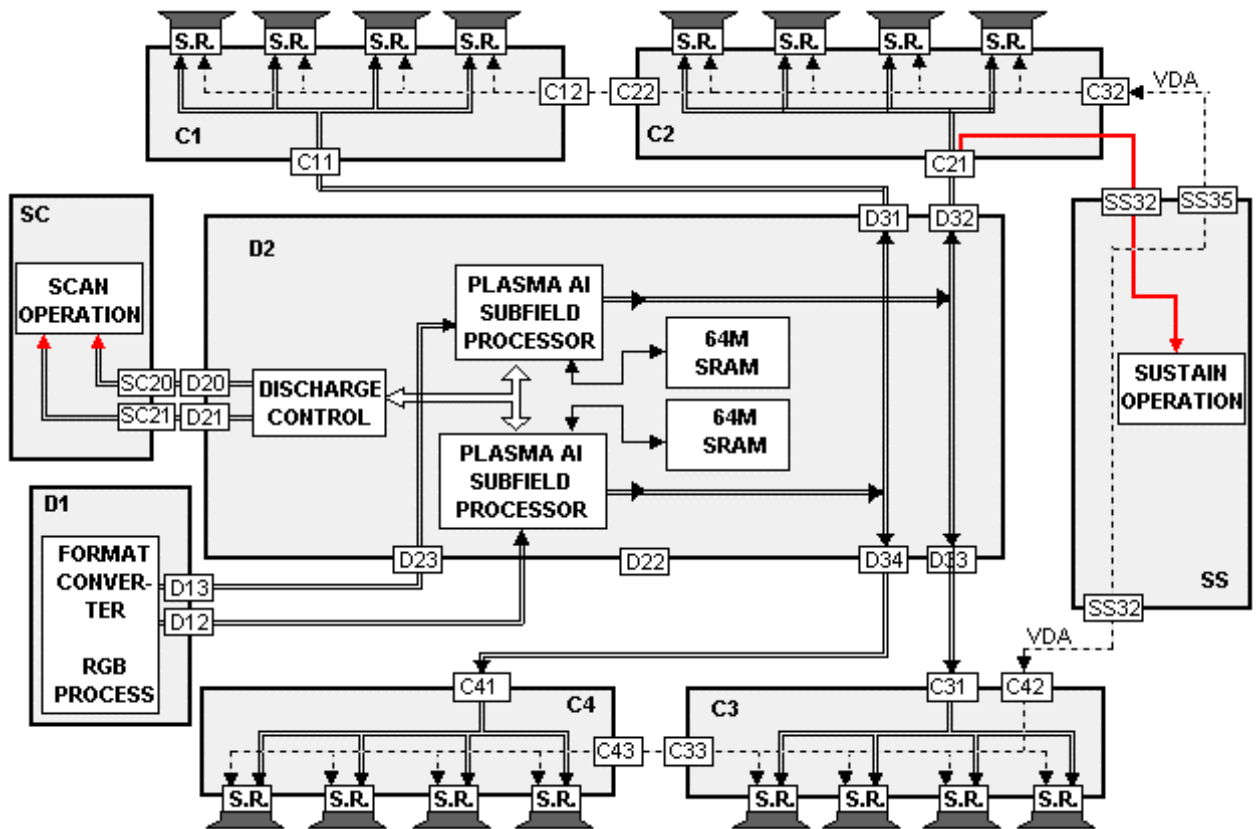 S.R. S.R. S.R. S.R. S.R. S.R. S.R. S.R.
C12 C22 C32 VDA
C1 C2
C11 C21
SC SS32 SS35
D31 D32
D2
SCAN
OPERATION
PLASMA AI
SUBFIELD
PROCESSOR
64M
SRAM
SUSTAIN
OPERATION
SC20 D20
SC21 D21
DISCHARGE
CONTROL
64M
SRAM
PLASMA AI
SUBFIELD
PROCESSOR
D1
FORMAT
CONVER-
TER
RGB
PROCESS
D23 D22 D34 D33
D13
D12
SS
SS32
VDA
C41 C31 C42
C4 C3
C43 C33
S.R. S.R. S.R. S.R. S.R. S.R. S.R. S.R.